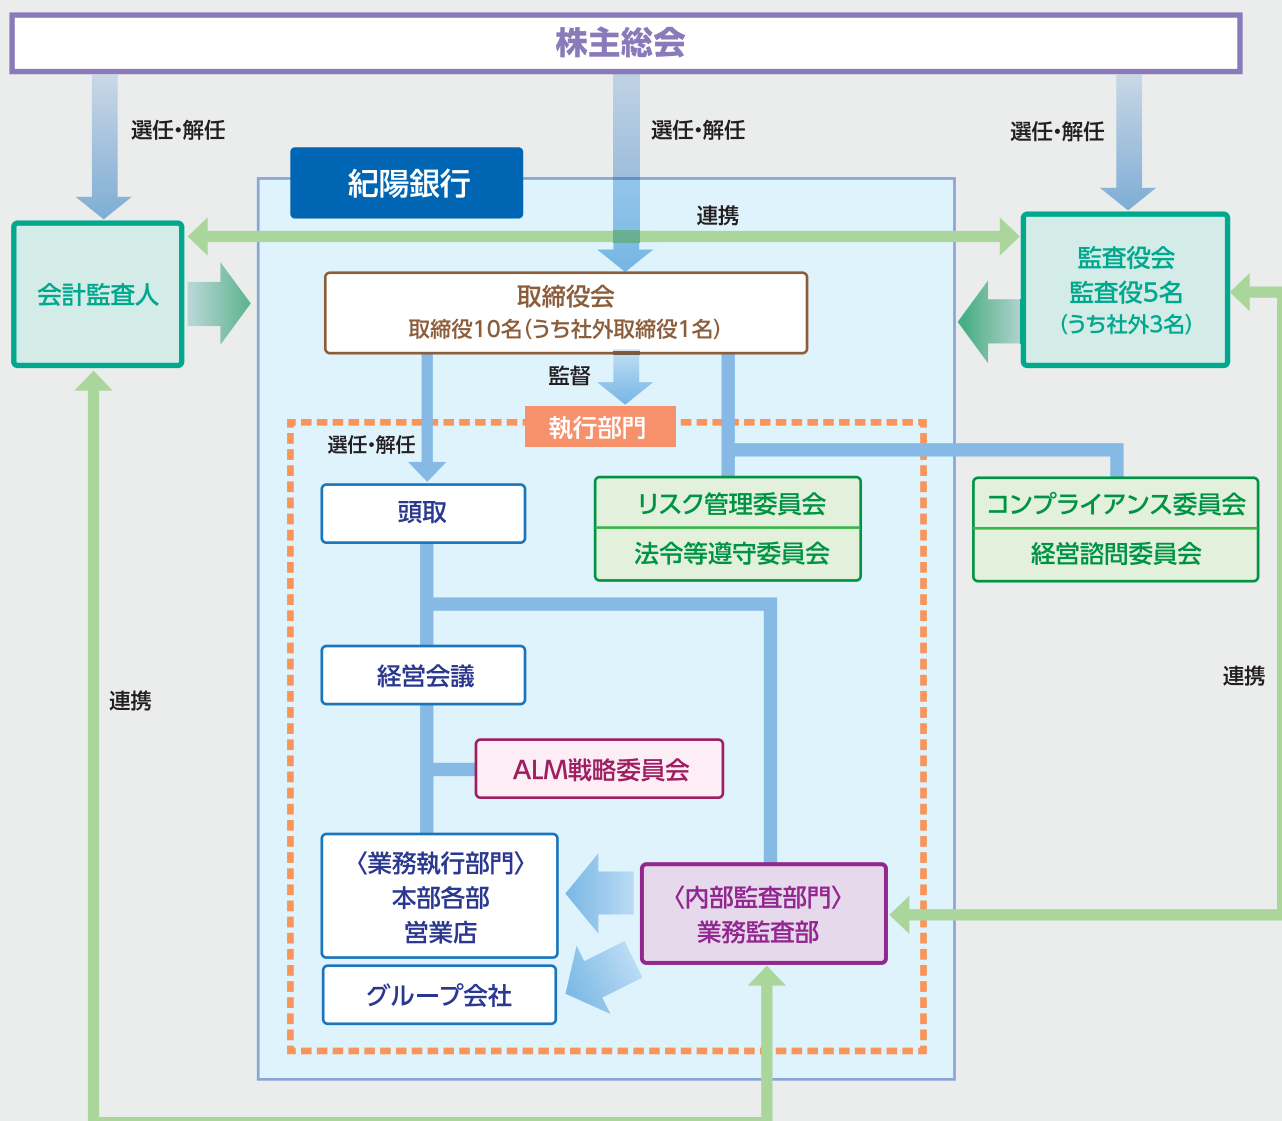 株主総会
選任・解任
選任・解任
選任・解任
紀陽銀行
連携
会計監査人
監査役会
監査役5名
(うち社外3名)
取締役会
取締役10名(うち社外取締役1名)
監督
執行部門
選任・解任
頭取
リスク管理委員会
法令等遵守委員会
コンプライアンス委員会
経営諮問委員会
経営会議
連携
連携
ALM戦略委員会
〈業務執行部門〉
本部各部
営業店
〈内部監査部門〉
業務監査部
グループ会社